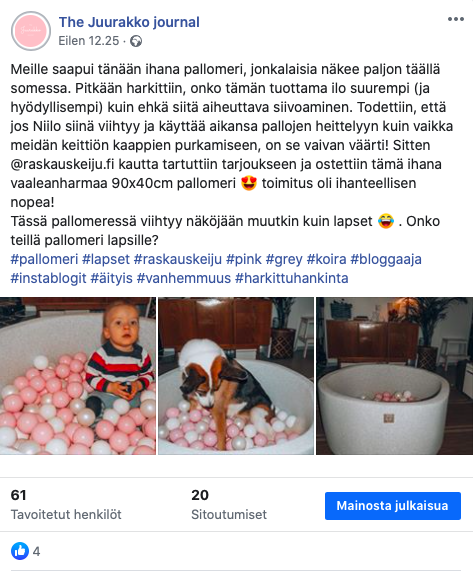 The Juurakko journal
Eilen 12.25 ·
Meille saapui tänään ihana pallomeri, jonkalaisia näkee paljon täällä
somessa. Pitkään harkittiin, onko tämän tuottama ilo suurempi (ja
hyödyllisempi) kuin ehkä siitä aiheuttava siivoaminen. Todettiin, että
jos Niilo siinä viihtyy ja käyttää aikansa pallojen heittelyyn kuin vaikka
meidän keittiön kaappien purkamiseen, on se vaivan väärti! Sitten
@raskauskeiju.fi kautta tartuttiin tarjoukseen ja ostettiin tämä ihana
vaaleanharmaa 90x40cm pallomeri 😍 toimitus oli ihanteellisen
nopea!
Tässä pallomeressä viihtyy näköjään muutkin kuin lapset 😂 . Onko
teillä pallomeri lapsille?
#pallomeri #lapset #raskauskeiju #pink #grey #koira #bloggaaja
#instablogit #äityis #vanhemmuus #harkittuhankinta
61
Tavoitetut henkilöt
20
Sitoutumiset
Mainosta julkaisua
4